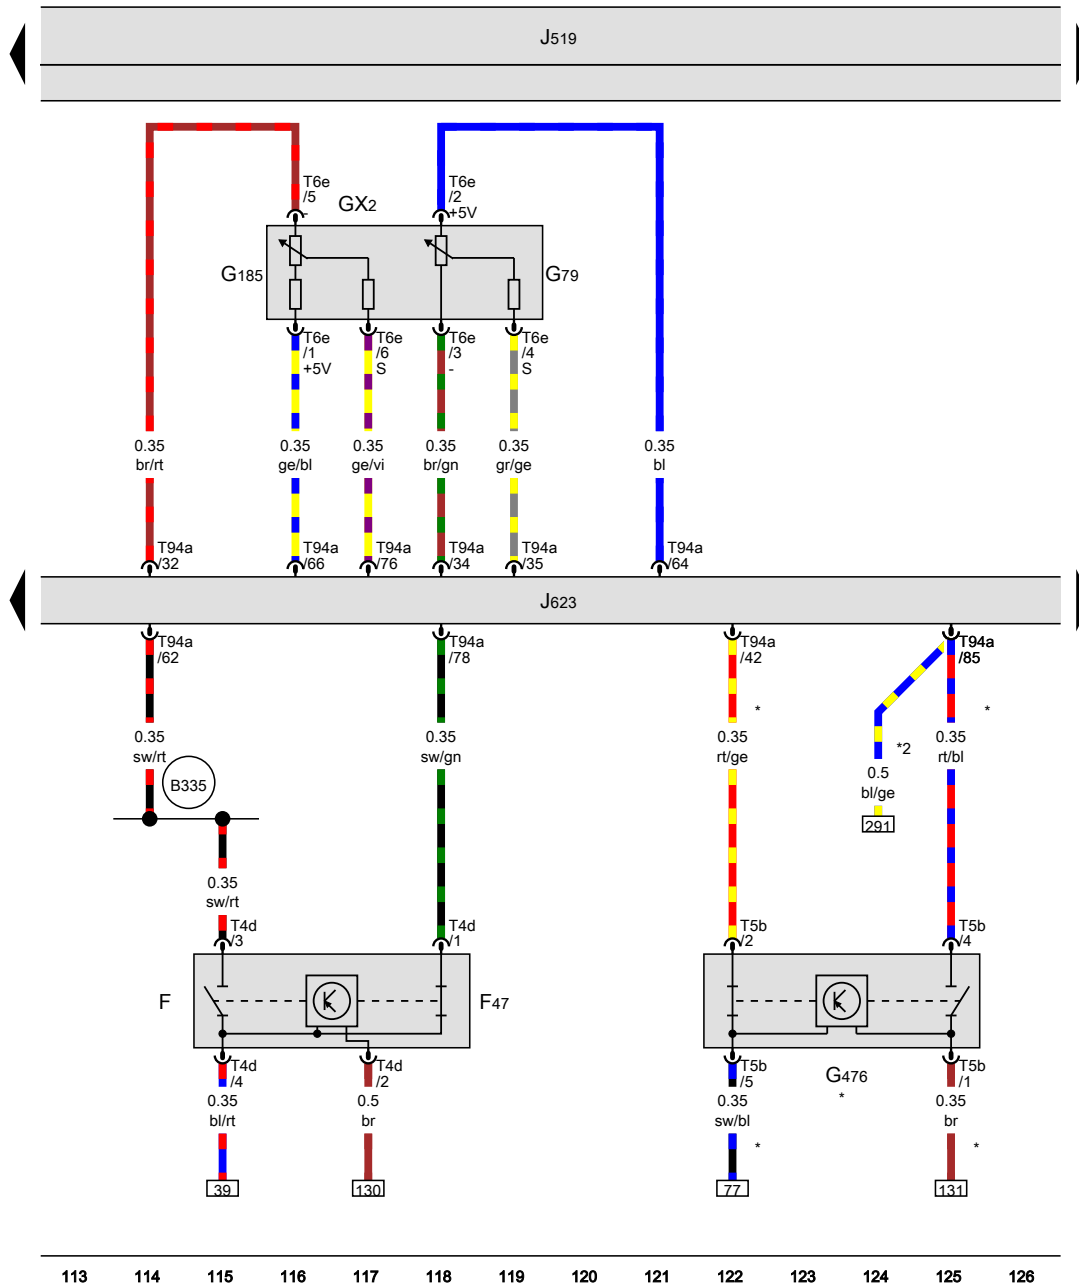 J519
T6e
/5
-
GX2
T6e
/2
+5V
G185
G79
T6e
/1
+5V
T6e
/6
S
T6e
/3
-
T6e
/4
S
0.35
br/rt
0.35
ge/bl
0.35
ge/vi
0.35
br/gn
0.35
gr/ge
0.35
bl
T94a
/32
T94a
/66
T94a
/76
T94a
/34
T94a
/35
T94a
/64
J623
T94a
/62
T94a
/78
T94a
/42
T94a
/85
*
*
0.35
sw/rt
0.35
sw/gn
0.35
rt/ge
*2
0.35
rt/bl
B335
0.5
bl/ge
291
0.35
sw/rt
T4d
/3
T4d
/1
T5b
/2
T5b
/4
F
F47
T4d
/4
T4d
/2
T5b
/5
G476
*
T5b
/1
0.35
bl/rt
0.5
br
0.35
sw/bl
*
0.35
br
*
39
130
77
131
113 114 115 116 117 118 119 120 121 122 123 124 125 126